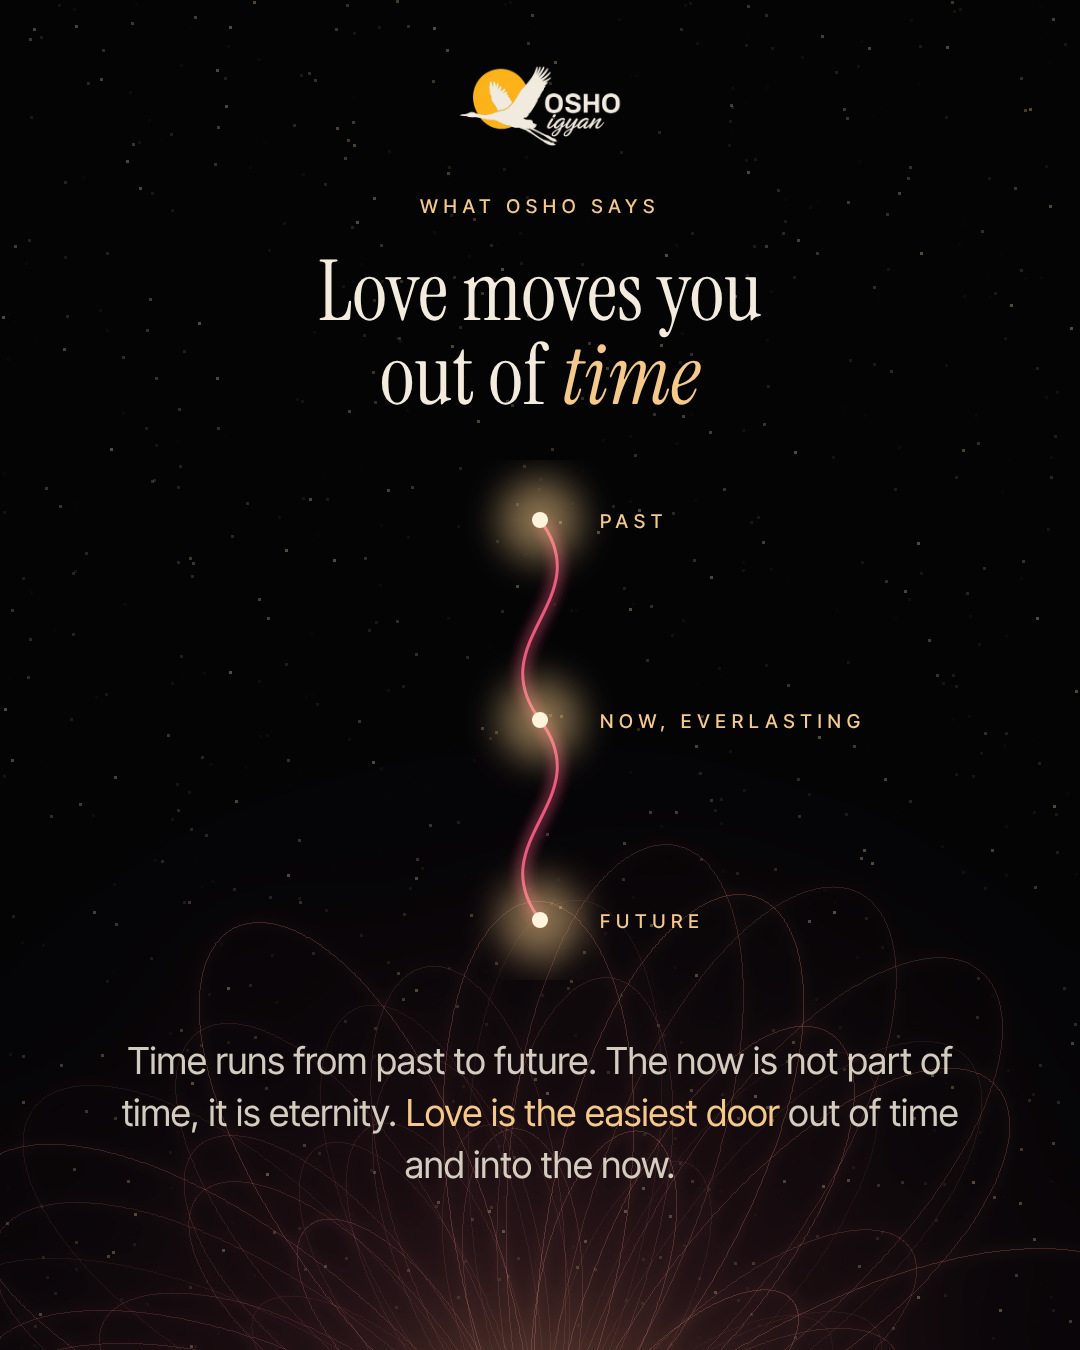 OSHO
igyan
WHAT OSHO SAYS
Love moves you
out of time
PAST
NOW, EVERLASTING
FUTURE
Time runs from past to future. The now is not part of
time, it is eternity. Love is the easiest door out of time
and into the now.